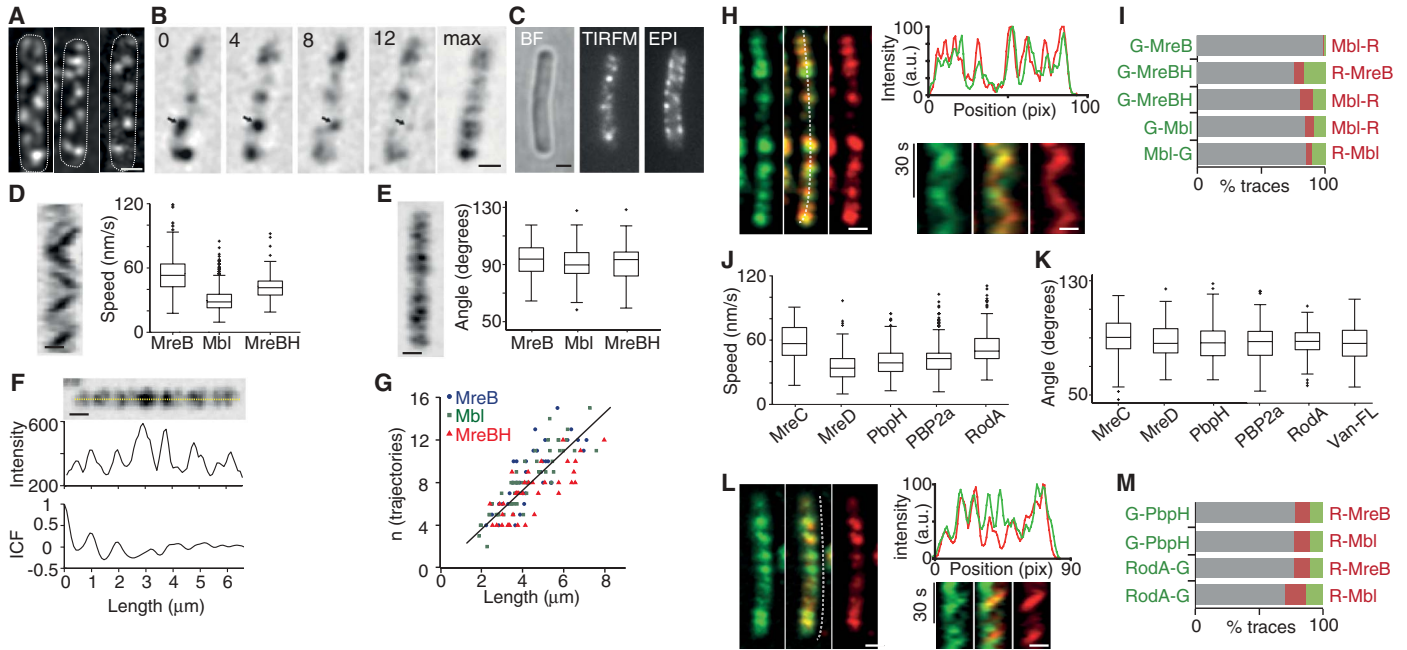 A
B
0
4
8
12
max
C
BF
TIRFM
EPI
D
Speed (nm/s)
120
60
0
MreB
Mbl
MreBH
E
Angle (degrees)
130
90
50
MreB
Mbl
MreBH
F
Intensity
600
200
ICF
1
0.5
0
-0.5
0
1
2
3
4
5
6
Length (μm)
G
MreB
Mbl
MreBH
n (trajectories)
16
12
8
4
0
2
4
6
8
Length (μm)
H
Intensity
(a.u.)
100
0
0
100
Position (pix)
30 s
I
G-MreB
Mbl-R
G-MreBH
R-MreB
G-MreBH
Mbl-R
G-Mbl
Mbl-R
Mbl-G
R-Mbl
0
% traces
100
J
Speed (nm/s)
120
60
0
MreC
MreD
PbpH
PBP2a
RodA
K
Angle (degrees)
130
50
MreC
MreD
PbpH
PBP2a
RodA
Van-FL
L
intensity
(a.u.)
100
0
0
90
Position (pix)
30 s
M
G-PbpH
R-MreB
G-PbpH
R-Mbl
RodA-G
R-MreB
RodA-G
R-Mbl
0
% traces
100